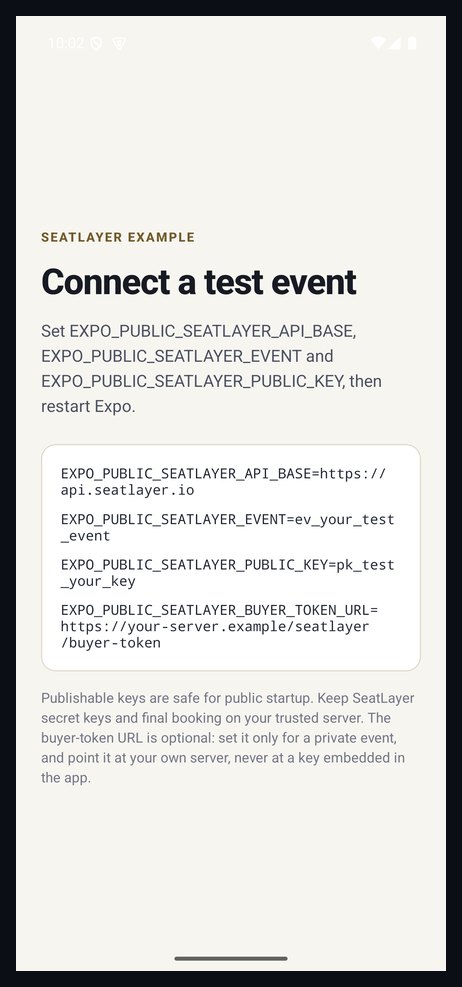 10:02
SEATLAYER EXAMPLE
Connect a test event
Set EXPO_PUBLIC_SEATLAYER_API_BASE,
EXPO_PUBLIC_SEATLAYER_EVENT and
EXPO_PUBLIC_SEATLAYER_PUBLIC_KEY, then
restart Expo.
EXPO_PUBLIC_SEATLAYER_API_BASE=https://
api.seatlayer.io
EXPO_PUBLIC_SEATLAYER_EVENT=ev_your_test
_event
EXPO_PUBLIC_SEATLAYER_PUBLIC_KEY=pk_test
_your_key
EXPO_PUBLIC_SEATLAYER_BUYER_TOKEN_URL=
https://your-server.example/seatlayer
/buyer-token
Publishable keys are safe for public startup. Keep SeatLayer
secret keys and final booking on your trusted server. The
buyer-token URL is optional: set it only for a private event,
and point it at your own server, never at a key embedded in
the app.